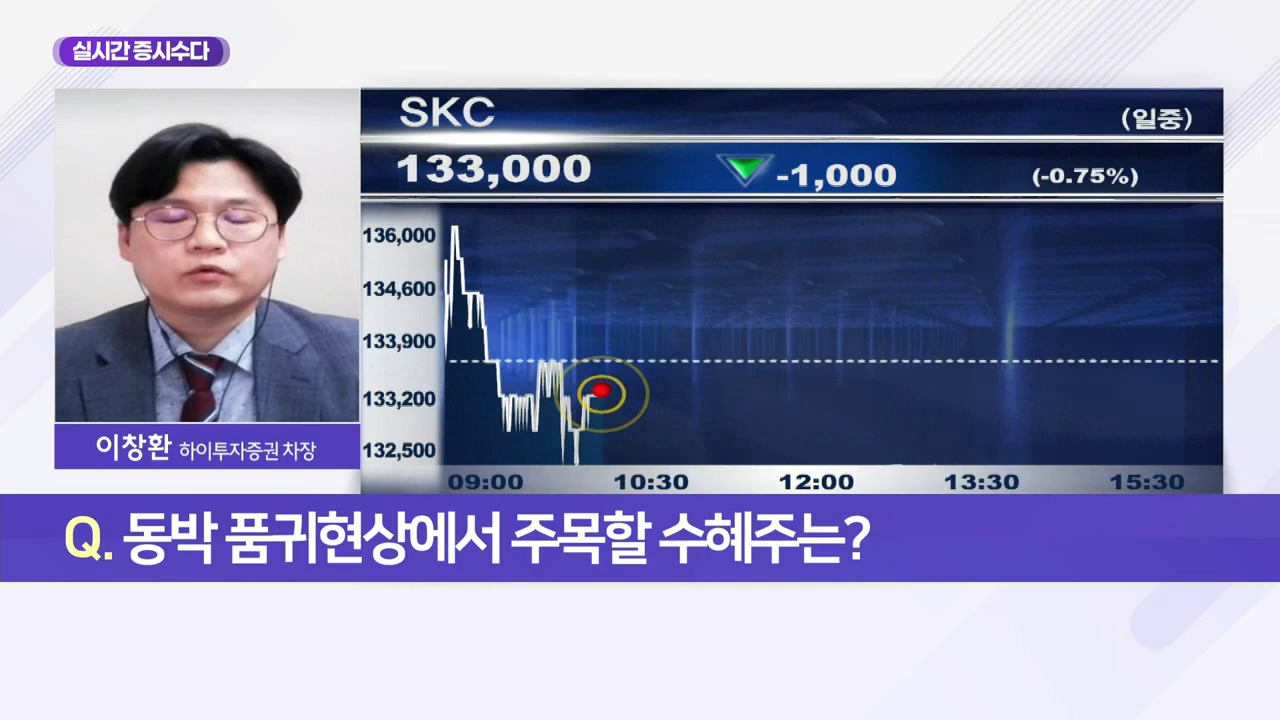 실시간 증시수다
SKC
(일중)
133,000 ▼ -1,000 (-0.75%)
136,000
134,600
133,900
133,200
132,500
09:00 10:30 12:00 13:30 15:30
이창환 하이투자증권 차장
Q. 동박 품귀현상에서 주목할 수혜주는?